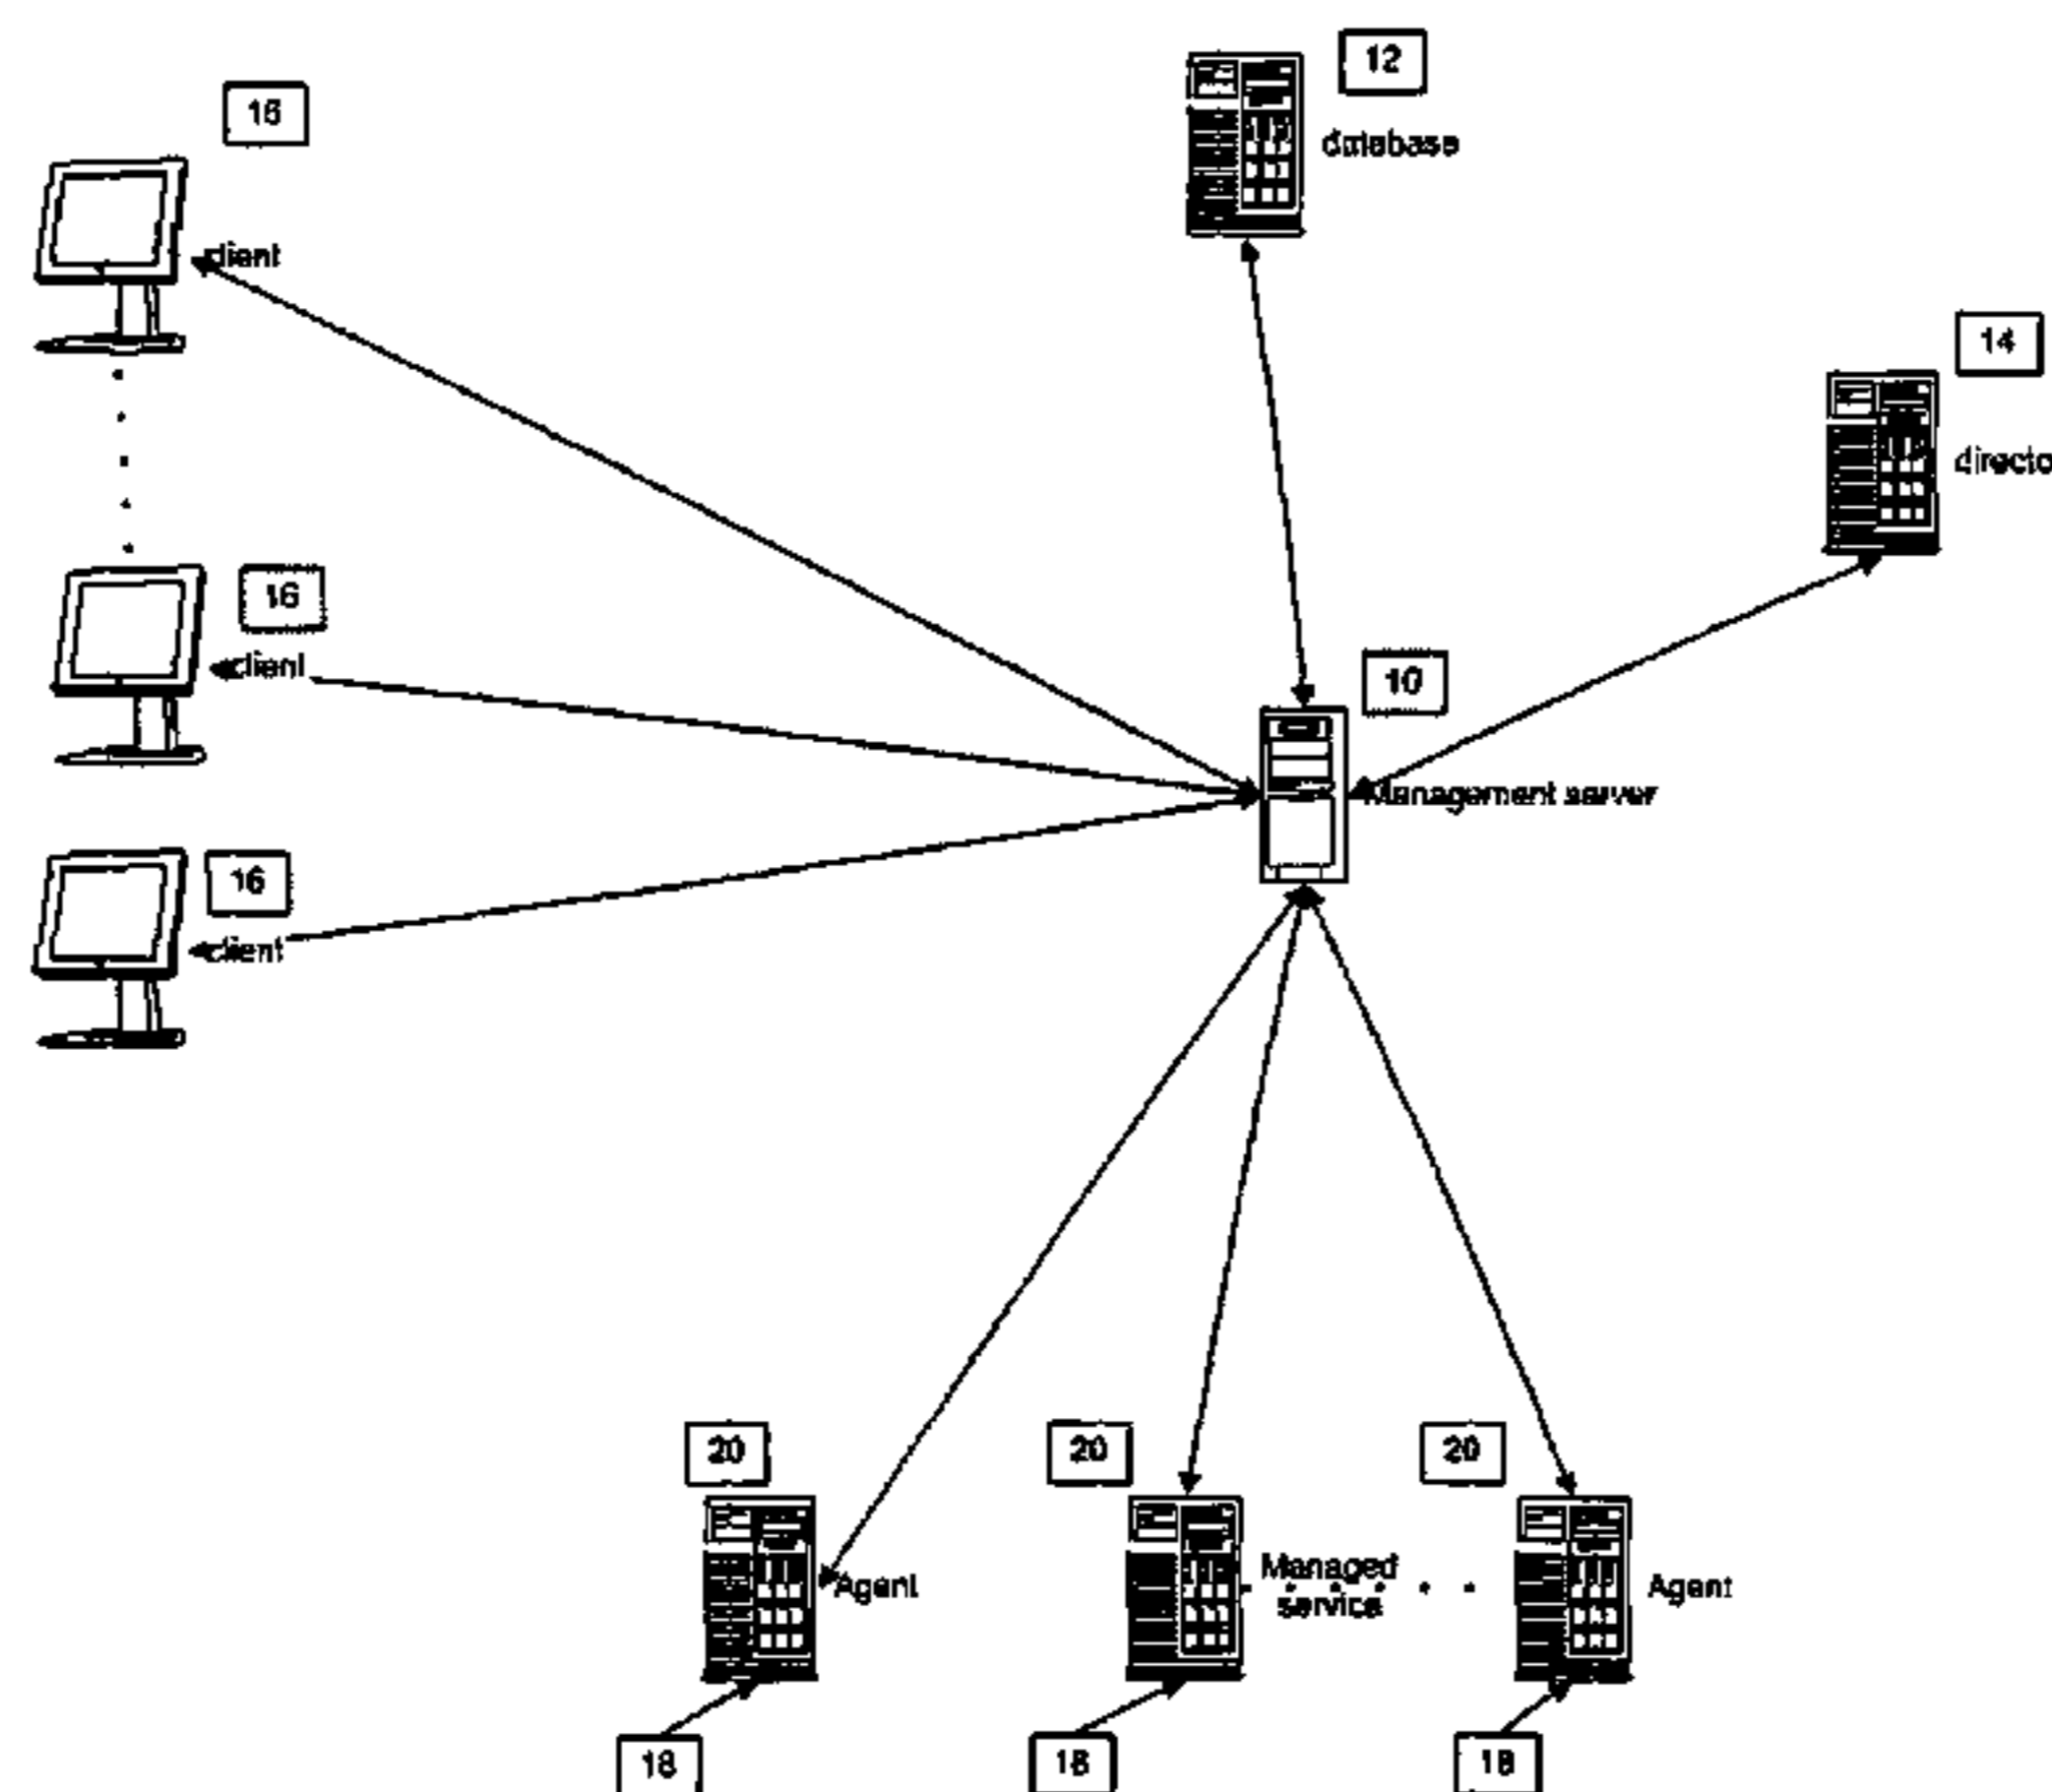 12
database
16
client
14
directo
16
client
10
Management server
16
client
20
20
20
Agent
Managed
service
Agent
18
18
18